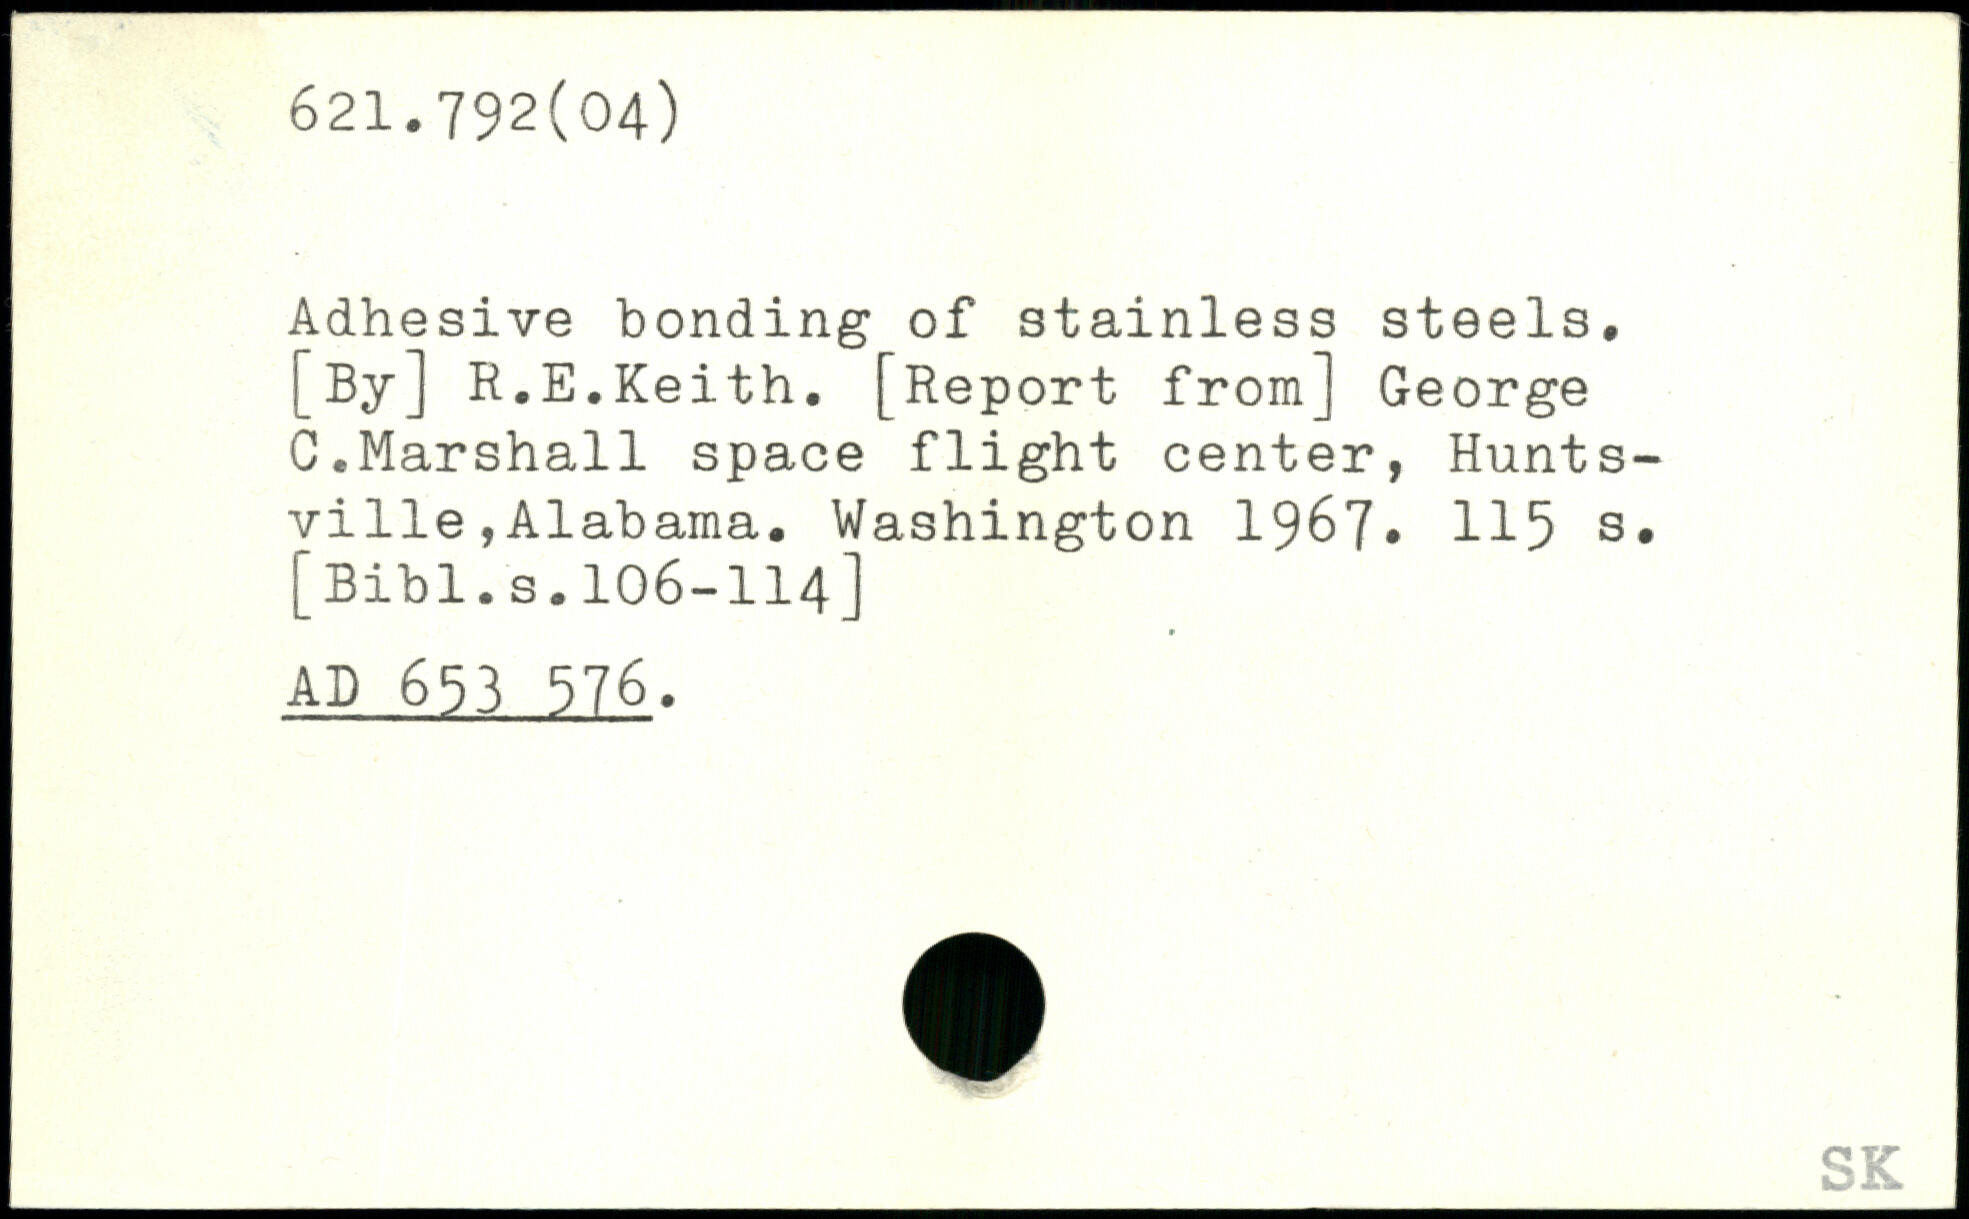 621.792(04)
Adhesive bonding of stainless steels.
[By] R.E.Keith. [Report from] George
C.Marshall space flight center, Hunts-
ville,Alabama. Washington 1967. 115 s.
[Bibl.s.106-114]
AD 653 576.
SK